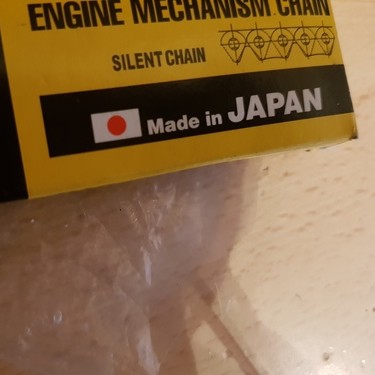 ENGINE MECHANISM CHAIN
SILENT CHAIN
Made in JAPAN